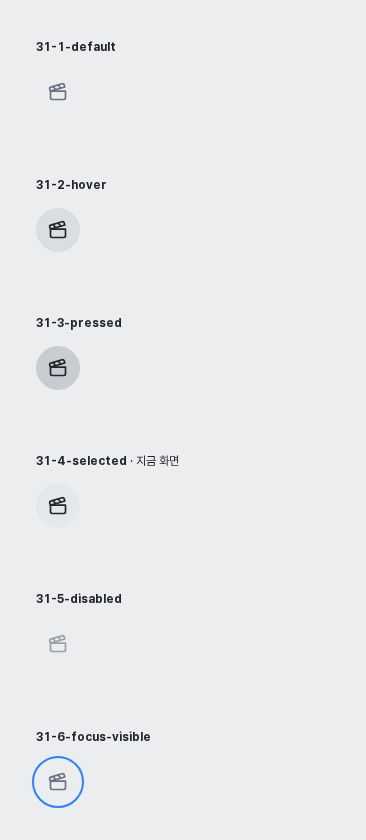 31-1-default
31-2-hover
31-3-pressed
31-4-selected · 지금 화면
31-5-disabled
31-6-focus-visible